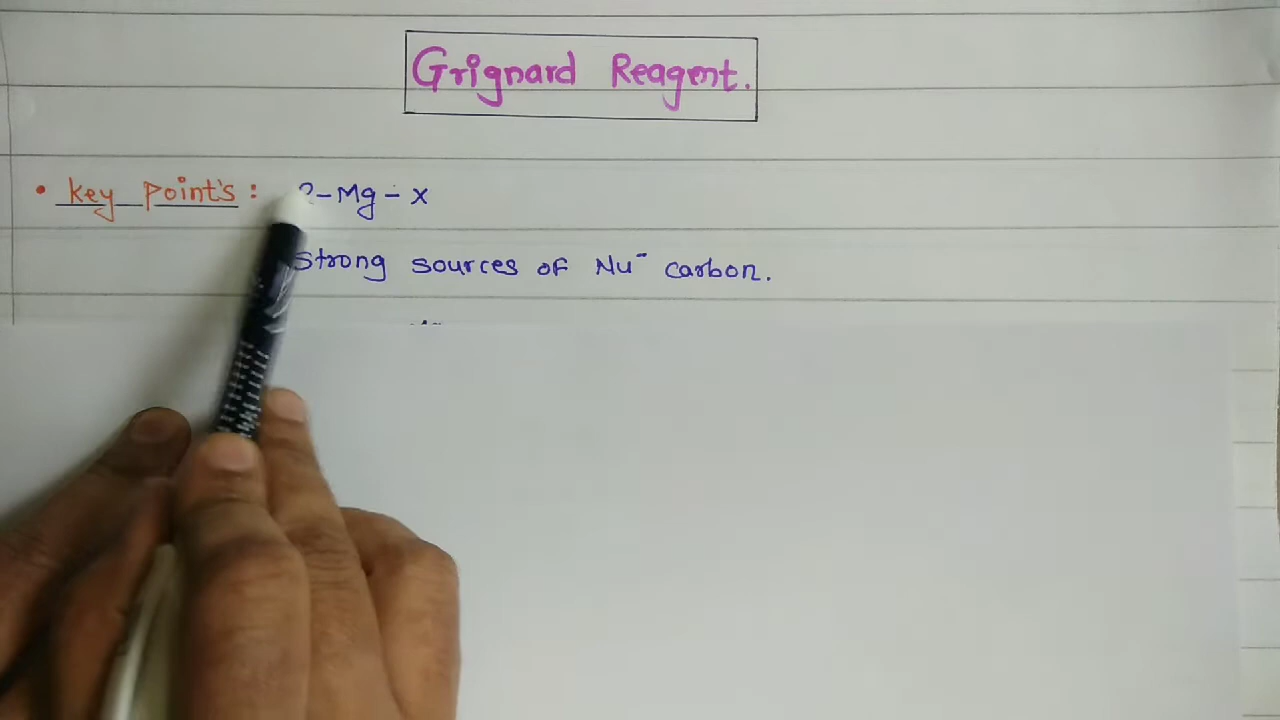 Grignard Reagent.
• Key point's : R-Mg-X
Strong sources of Nu⁻ carbon.